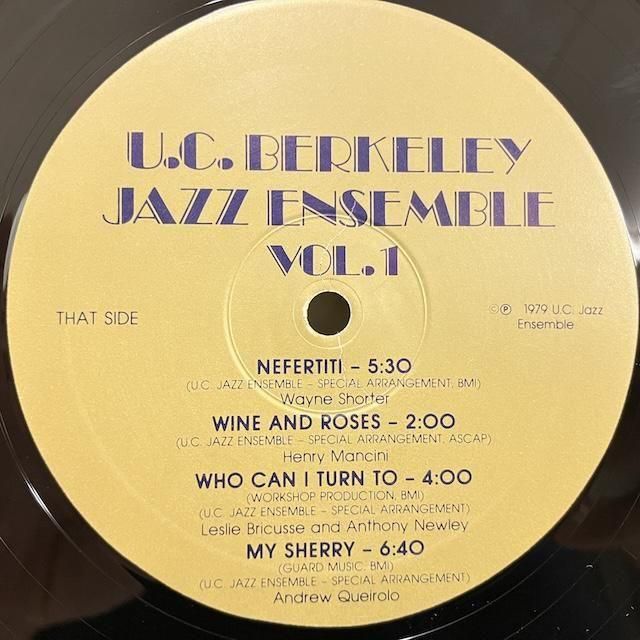 U.C. BERKELEY
JAZZ ENSEMBLE
VOL. 1
THAT SIDE
©℗ 1979 U.C. Jazz
Ensemble
NEFERTITI – 5:30
(U.C. JAZZ ENSEMBLE – SPECIAL ARRANGEMENT, BMI)
Wayne Shorter
WINE AND ROSES – 2:00
(U.C. JAZZ ENSEMBLE – SPECIAL ARRANGEMENT, ASCAP)
Henry Mancini
WHO CAN I TURN TO – 4:00
(WORKSHOP PRODUCTION, BMI)
(U.C. JAZZ ENSEMBLE – SPECIAL ARRANGEMENT)
Leslie Bricusse and Anthony Newley
MY SHERRY – 6:40
(GUARD MUSIC, BMI)
(U.C. JAZZ ENSEMBLE – SPECIAL ARRANGEMENT)
Andrew Queirolo